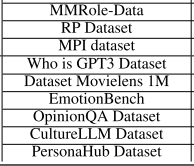 MMRole-Data
RP Dataset
MPI dataset
Who is GPT3 Dataset
Dataset Movielens 1M
EmotionBench
OpinionQA Dataset
CultureLLM Dataset
PersonaHub Dataset